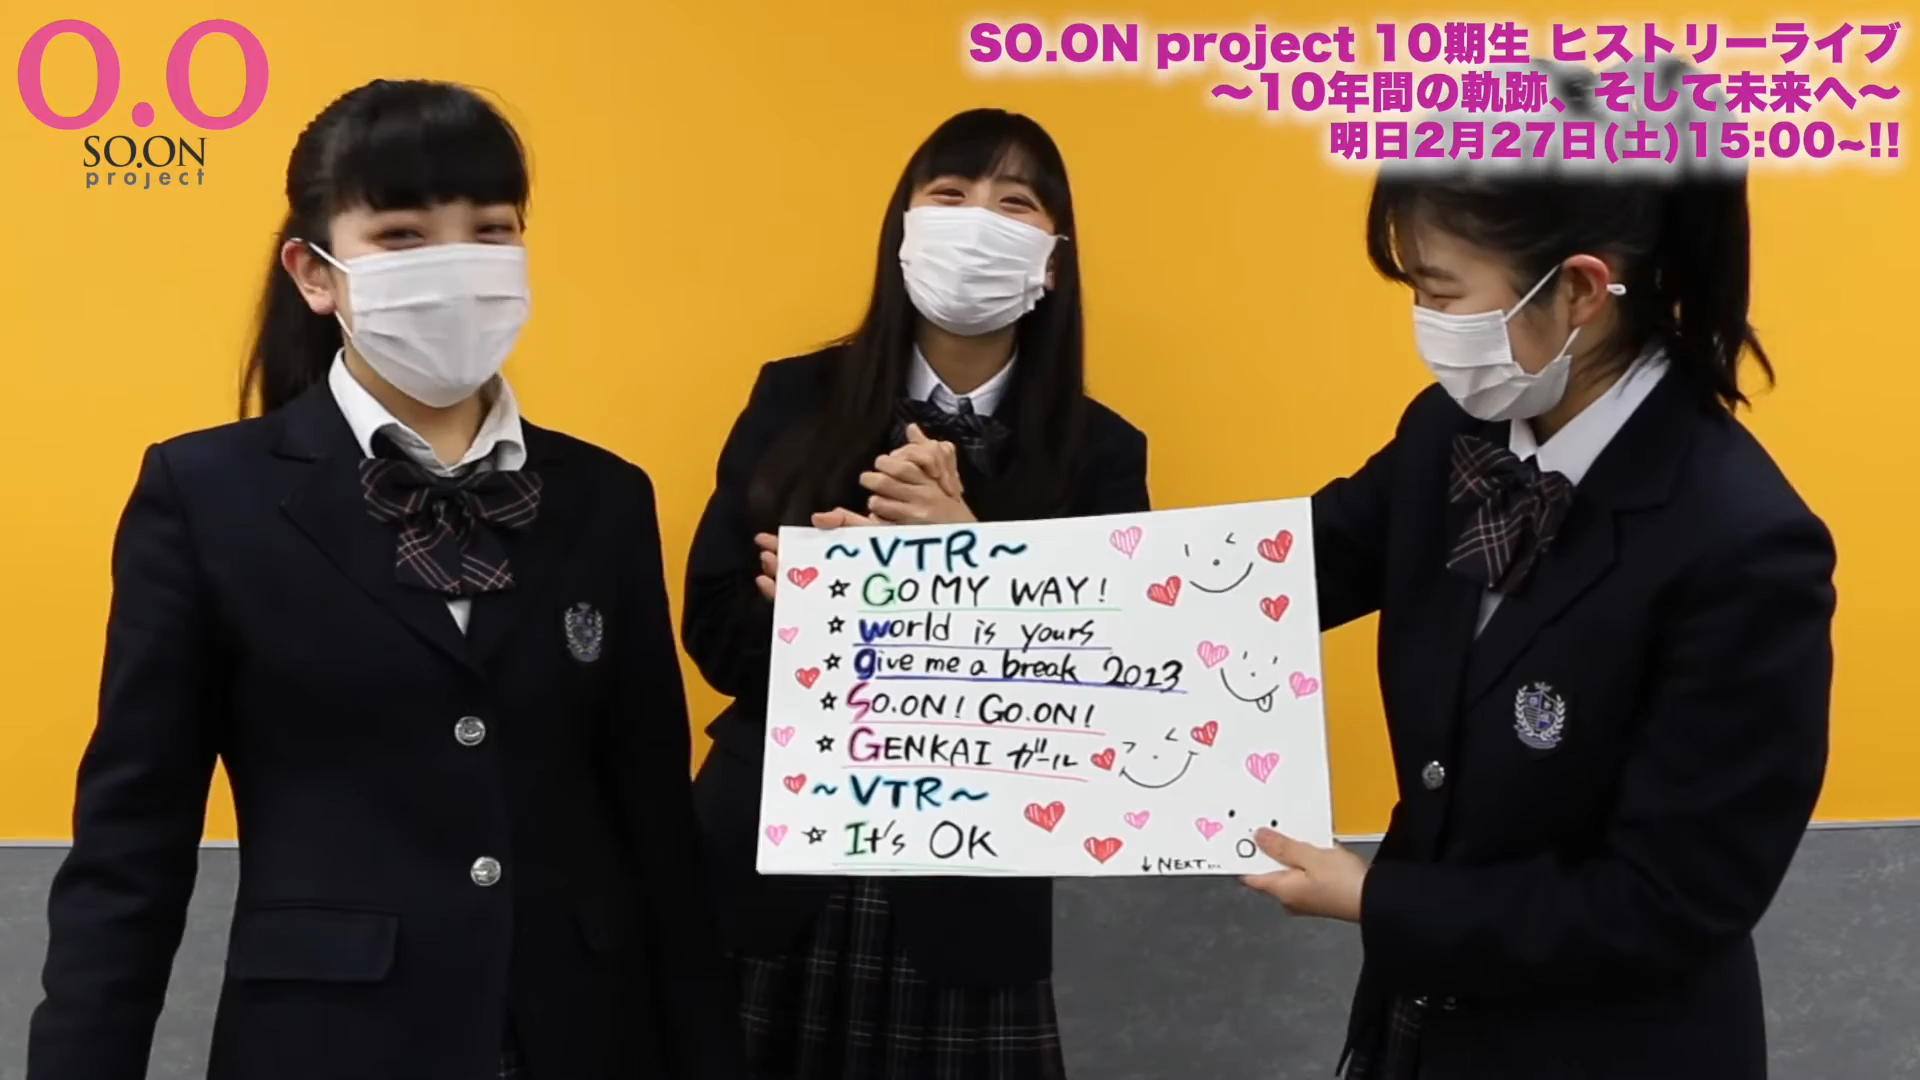 O.O
SO.ON
project
SO.ON project 10期生 ヒストリーライブ
～10年間の軌跡、そして未来へ～
明日2月27日(土)15:00~!!
～VTR～
☆ GO MY WAY!
☆ world is yours
☆ give me a break 2013
☆ SO.ON! GO.ON!
☆ GENKAI ガール
～VTR～
☆ It's OK
↓ NEXT...